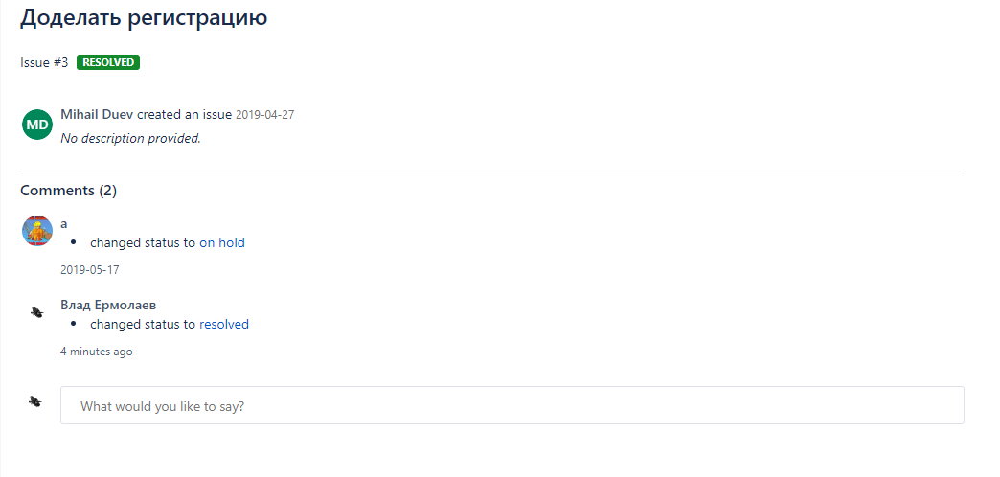 Доделать регистрацию
Issue #3 RESOLVED
MD
Mihail Duev created an issue 2019-04-27
No description provided.
Comments (2)
a
• changed status to on hold
2019-05-17
Влад Ермолаев
• changed status to resolved
4 minutes ago
What would you like to say?